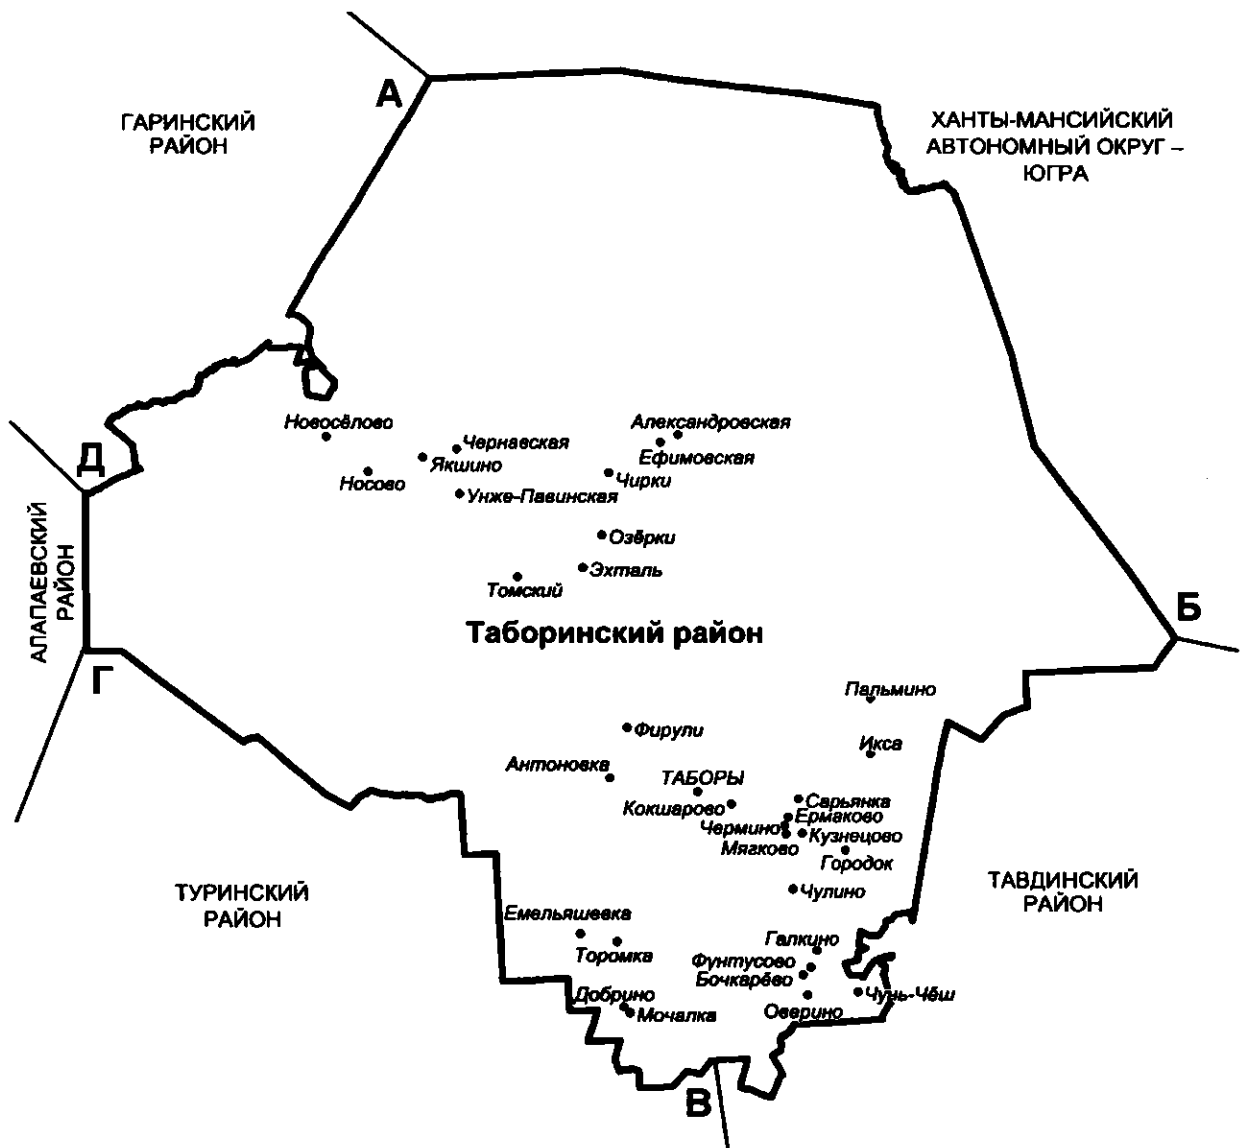 А
ГАРИНСКИЙ
РАЙОН
ХАНТЫ-МАНСИЙСКИЙ
АВТОНОМНЫЙ ОКРУГ –
ЮГРА
Новосёлово
Александровская
Чернавская
Ефимовская
Якшино
Носово
Чирки
Унже-Павинская
Д
АЛАПАЕВСКИЙ
РАЙОН
Озёрки
Эхталь
Томский
Таборинский район
Б
Г
Пальмино
Фирули
Икса
Антоновка
ТАБОРЫ
Кокшарово
Сарьянка
Ермаково
Чермино
Кузнецово
Мягково
Городок
ТУРИНСКИЙ
РАЙОН
Чулино
ТАВДИНСКИЙ
РАЙОН
Емельяшевка
Торомка
Галкино
Фунтусово
Бочкарёво
Добрино
Мочалка
Оверино
Чунь-Чёш
В